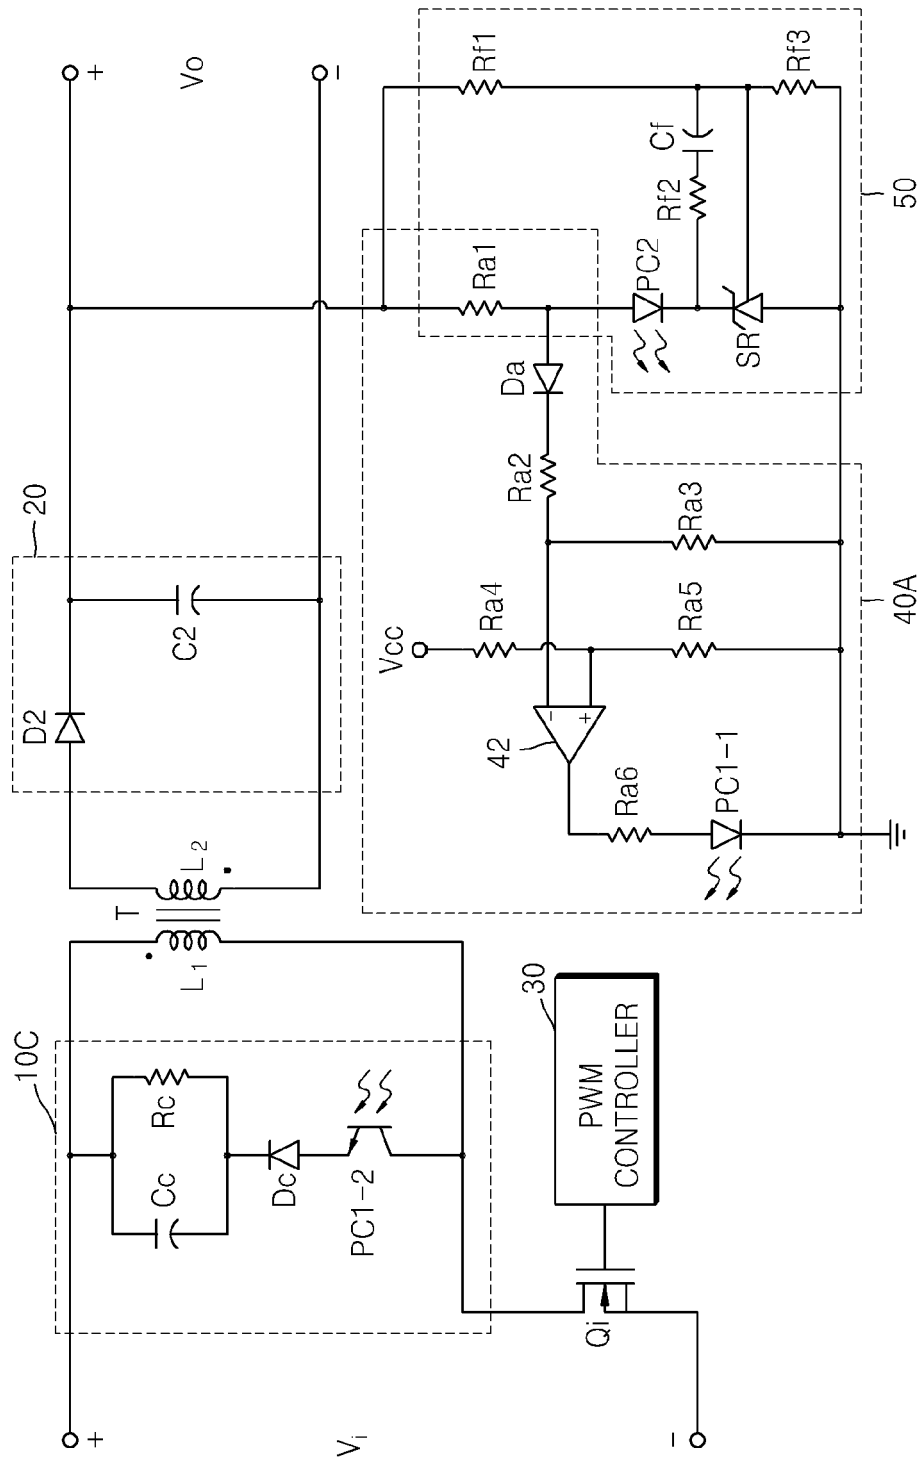 10C
Cc
Rc
Dc
PC1-2
+
Vi
-
Qi
30
PWM
CONTROLLER
T
L1
L2
20
D2
C2
+
Vo
-
40A
Vcc
Ra4
Ra5
42
-
+
Ra6
PC1-1
Ra3
Ra2
Da
Ra1
50
PC2
SR
Rf1
Rf2
Cf
Rf3